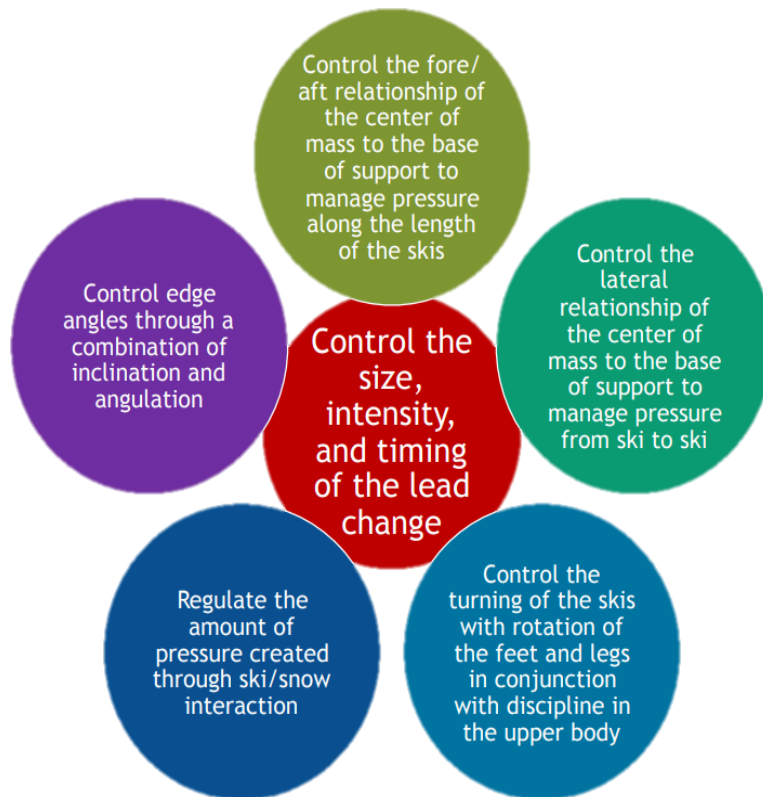 Control the fore/
aft relationship of
the center of
mass to the base
of support to
manage pressure
along the length
of the skis
Control the
lateral
relationship of
the center of
mass to the base
of support to
manage pressure
from ski to ski
Control the
turning of the skis
with rotation of
the feet and legs
in conjunction
with discipline in
the upper body
Regulate the
amount of
pressure created
through ski/snow
interaction
Control edge
angles through a
combination of
inclination and
angulation
Control the
size,
intensity,
and timing
of the lead
change